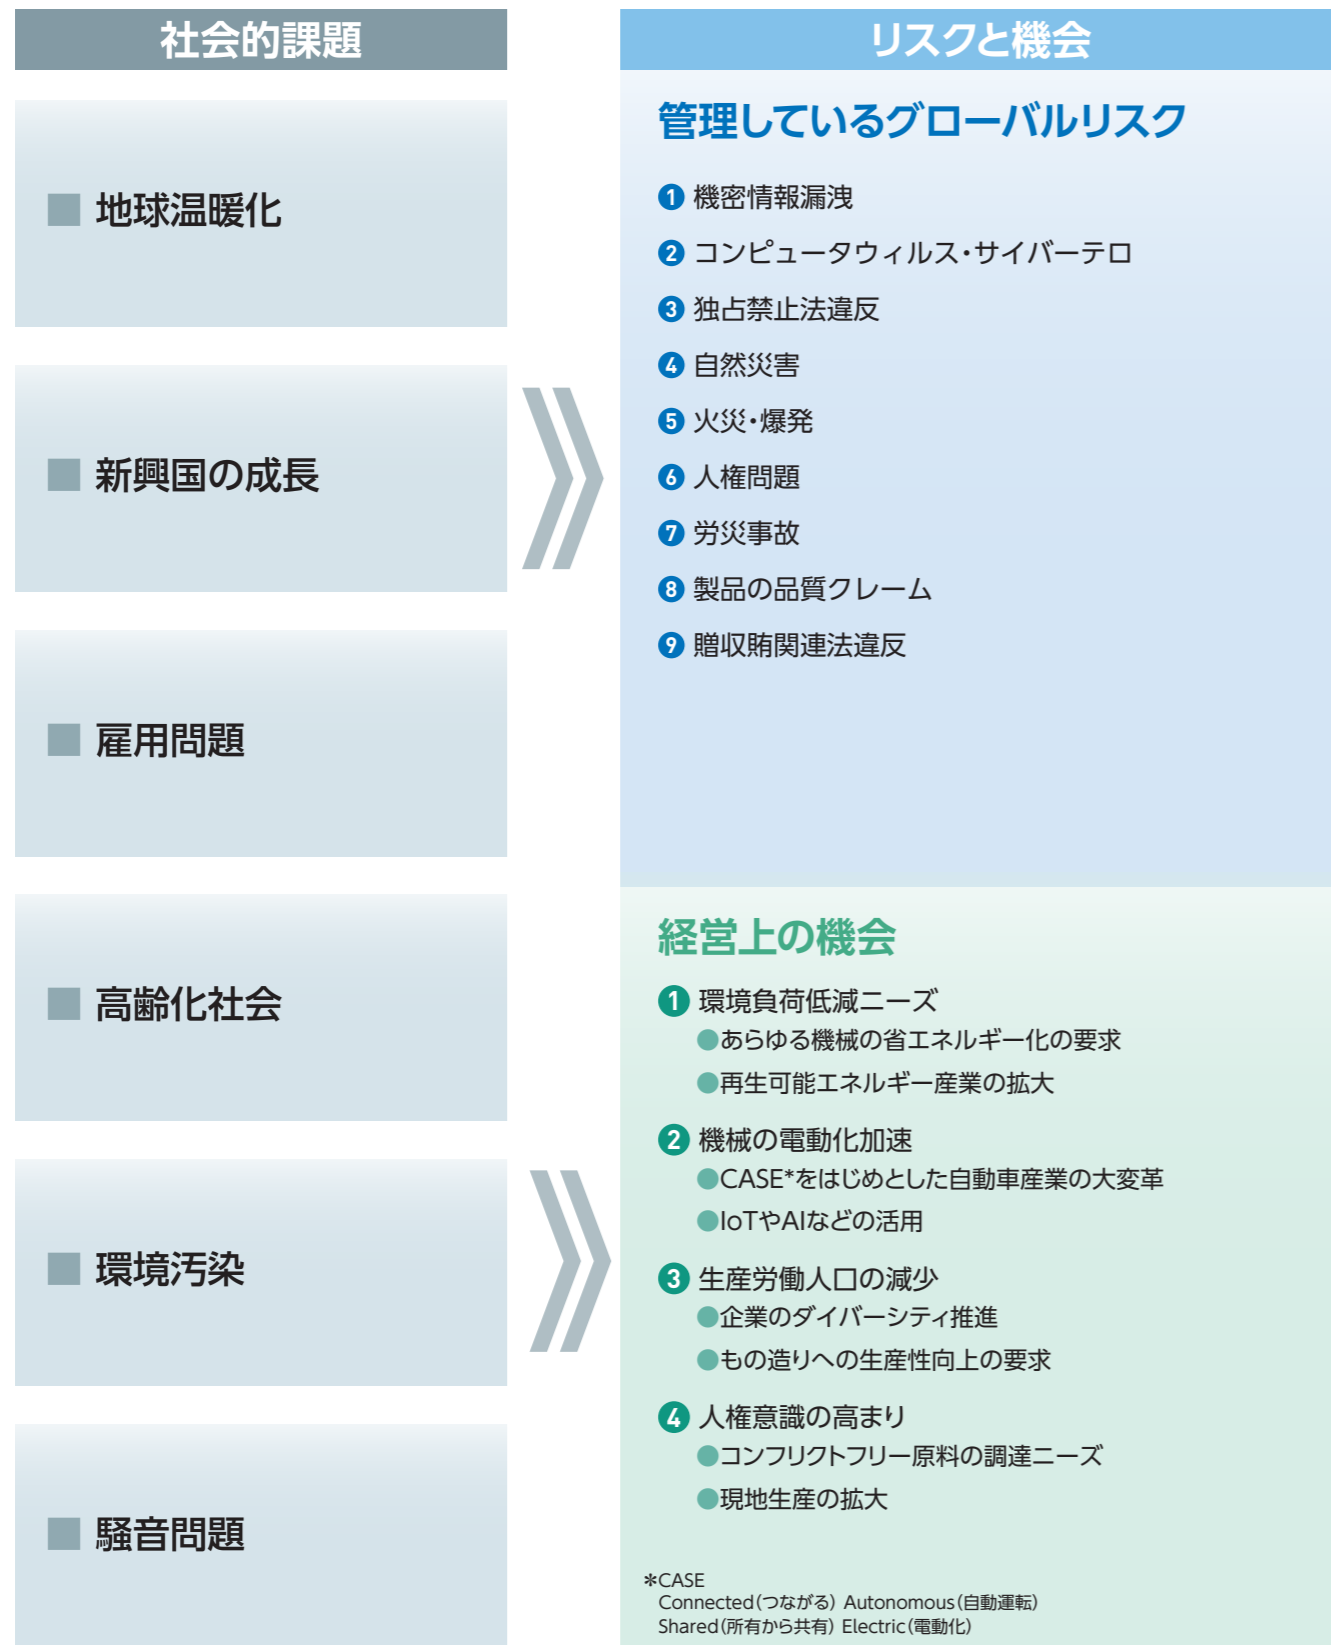 社会的課題
■ 地球温暖化
■ 新興国の成長
■ 雇用問題
■ 高齢化社会
■ 環境汚染
■ 騒音問題
リスクと機会
管理しているグローバルリスク
❶ 機密情報漏洩
❷ コンピュータウィルス・サイバーテロ
❸ 独占禁止法違反
❹ 自然災害
❺ 火災・爆発
❻ 人権問題
❼ 労災事故
❽ 製品の品質クレーム
❾ 贈収賄関連法違反
経営上の機会
❶ 環境負荷低減ニーズ
●あらゆる機械の省エネルギー化の要求
●再生可能エネルギー産業の拡大
❷ 機械の電動化加速
●CASE*をはじめとした自動車産業の大変革
●IoTやAIなどの活用
❸ 生産労働人口の減少
●企業のダイバーシティ推進
●もの造りへの生産性向上の要求
❹ 人権意識の高まり
●コンフリクトフリー原料の調達ニーズ
●現地生産の拡大
＊CASE
Connected(つながる) Autonomous(自動運転)
Shared(所有から共有) Electric(電動化)